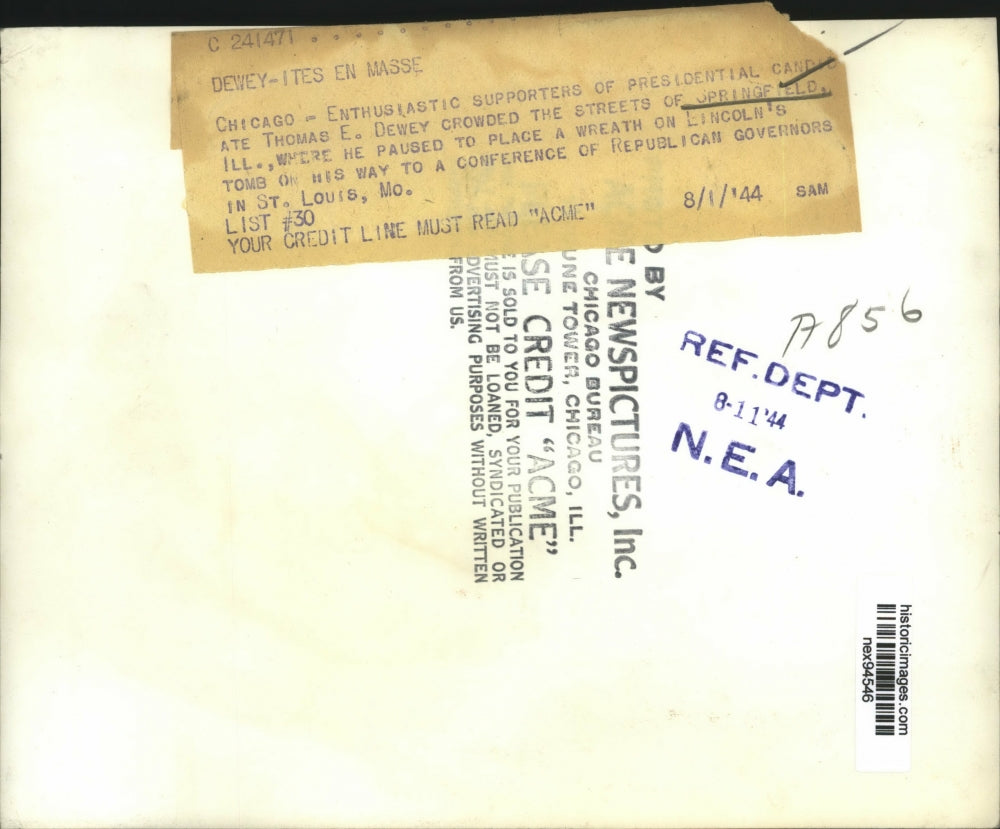 C 241471 . . . . . . . .
DEWEY-ITES EN MASSE
CHICAGO - ENTHUSIASTIC SUPPORTERS OF PRESIDENTIAL CANDID
ATE THOMAS E. DEWEY CROWDED THE STREETS OF SPRINGFIELD,
ILL., WHERE HE PAUSED TO PLACE A WREATH ON LINCOLN'S
TOMB ON HIS WAY TO A CONFERENCE OF REPUBLICAN GOVERNORS
IN ST. LOUIS, MO.
LIST #30 8/1/'44 SAM
YOUR CREDIT LINE MUST READ "ACME"
D BY
E NEWSPICTURES, Inc.
CHICAGO BUREAU
UNE TOWER, CHICAGO, ILL.
SE CREDIT "ACME"
E IS SOLD TO YOU FOR YOUR PUBLICATION
MUST NOT BE LOANED, SYNDICATED OR
DVERTISING PURPOSES WITHOUT WRITTEN
FROM US.
A856
REF. DEPT.
8-11'44
N.E.A.
historicimages.com
nex94546